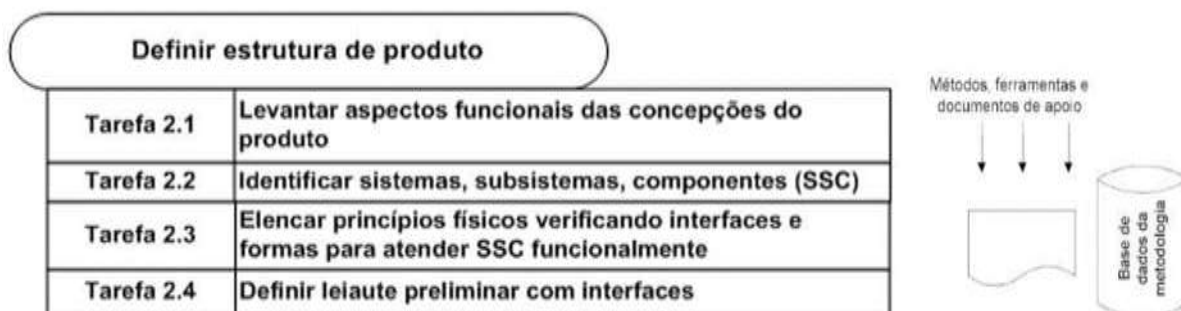 Definir estrutura de produto
Métodos, ferramentas e
documentos de apoio
Tarefa 2.1
Levantar aspectos funcionais das concepções do
produto
Tarefa 2.2
Identificar sistemas, subsistemas, componentes (SSC)
Tarefa 2.3
Elencar princípios físicos verificando interfaces e
formas para atender SSC funcionalmente
Tarefa 2.4
Definir leiaute preliminar com interfaces
Base de
dados da
metodologia